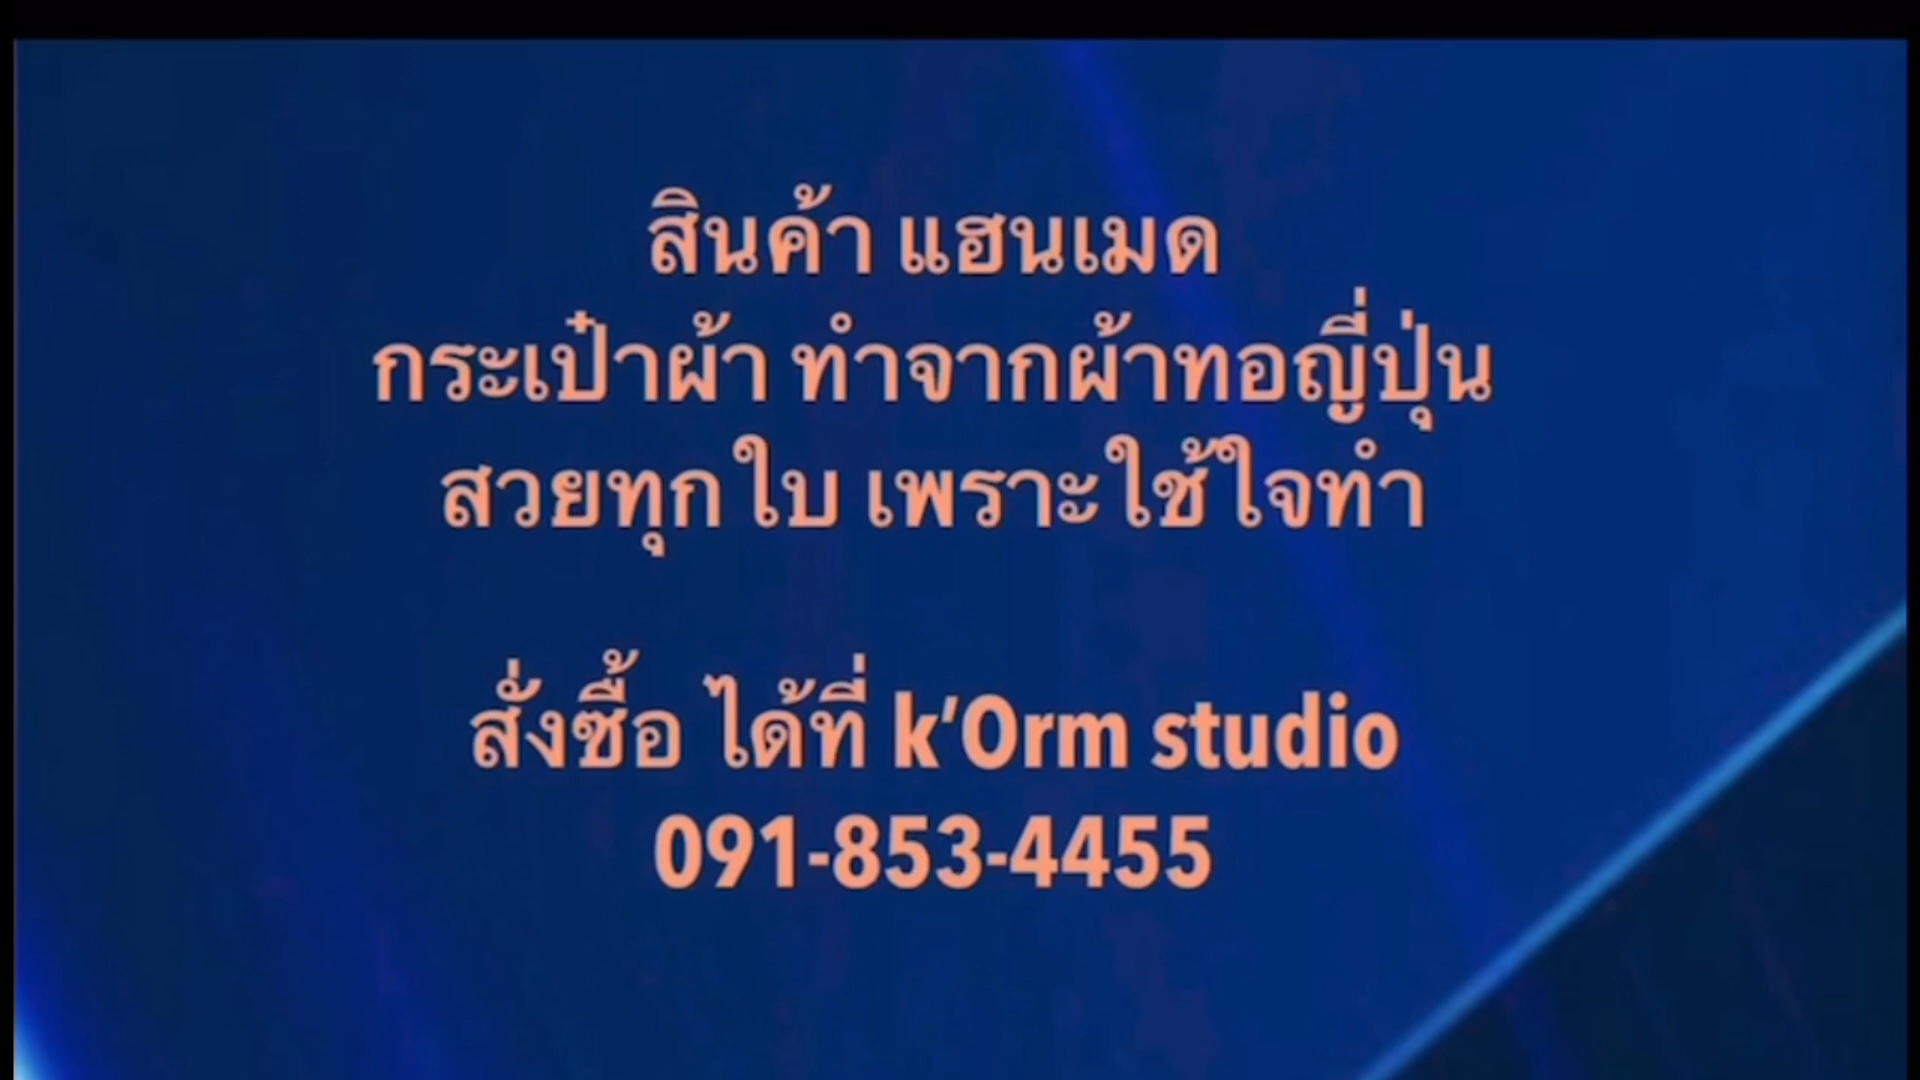 สินค้า แฮนเมด
กระเป๋าผ้า ทำจากผ้าทอญี่ปุ่น
สวยทุกใบ เพราะใช้ใจทำ
สั่งซื้อ ได้ที่ k’Orm studio
091-853-4455